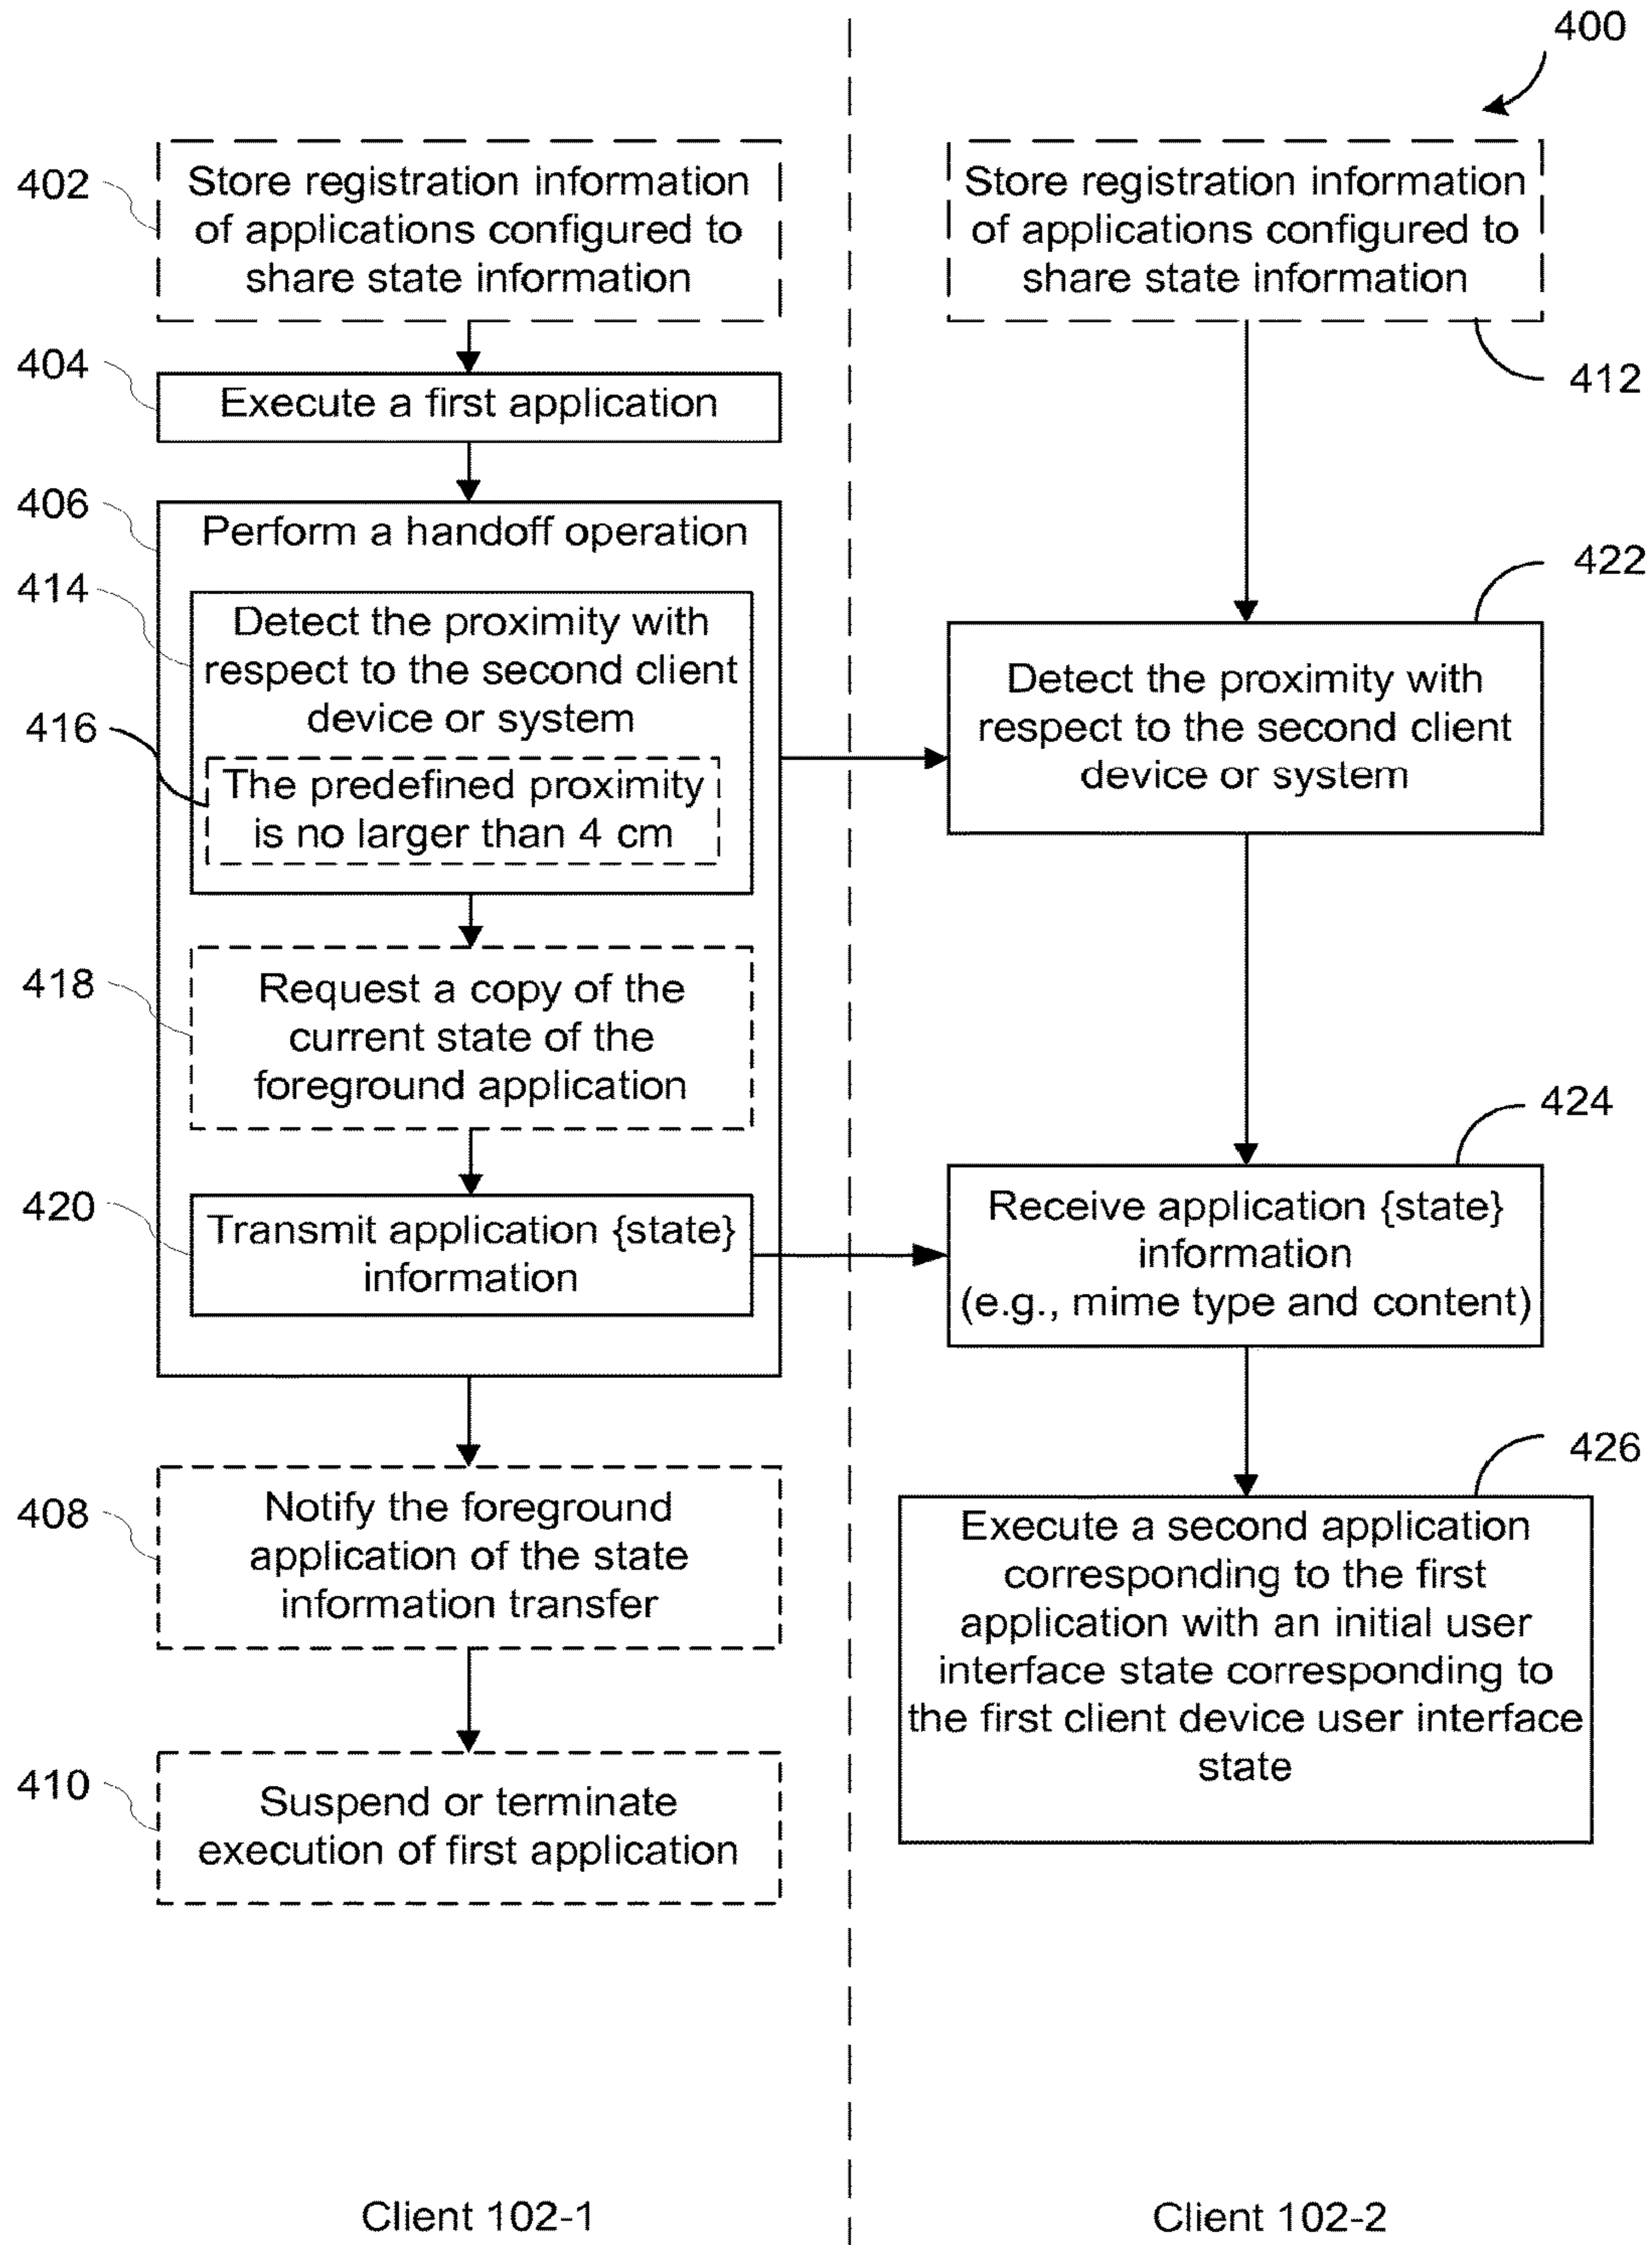 400
402
Store registration information
of applications configured to
share state information
404
Execute a first application
406
Perform a handoff operation
414
Detect the proximity with
respect to the second client
device or system
416
The predefined proximity
is no larger than 4 cm
418
Request a copy of the
current state of the
foreground application
420
Transmit application {state}
information
408
Notify the foreground
application of the state
information transfer
410
Suspend or terminate
execution of first application
Client 102-1
Store registration information
of applications configured to
share state information
412
422
Detect the proximity with
respect to the second client
device or system
424
Receive application {state}
information
(e.g., mime type and content)
426
Execute a second application
corresponding to the first
application with an initial user
interface state corresponding to
the first client device user interface
state
Client 102-2